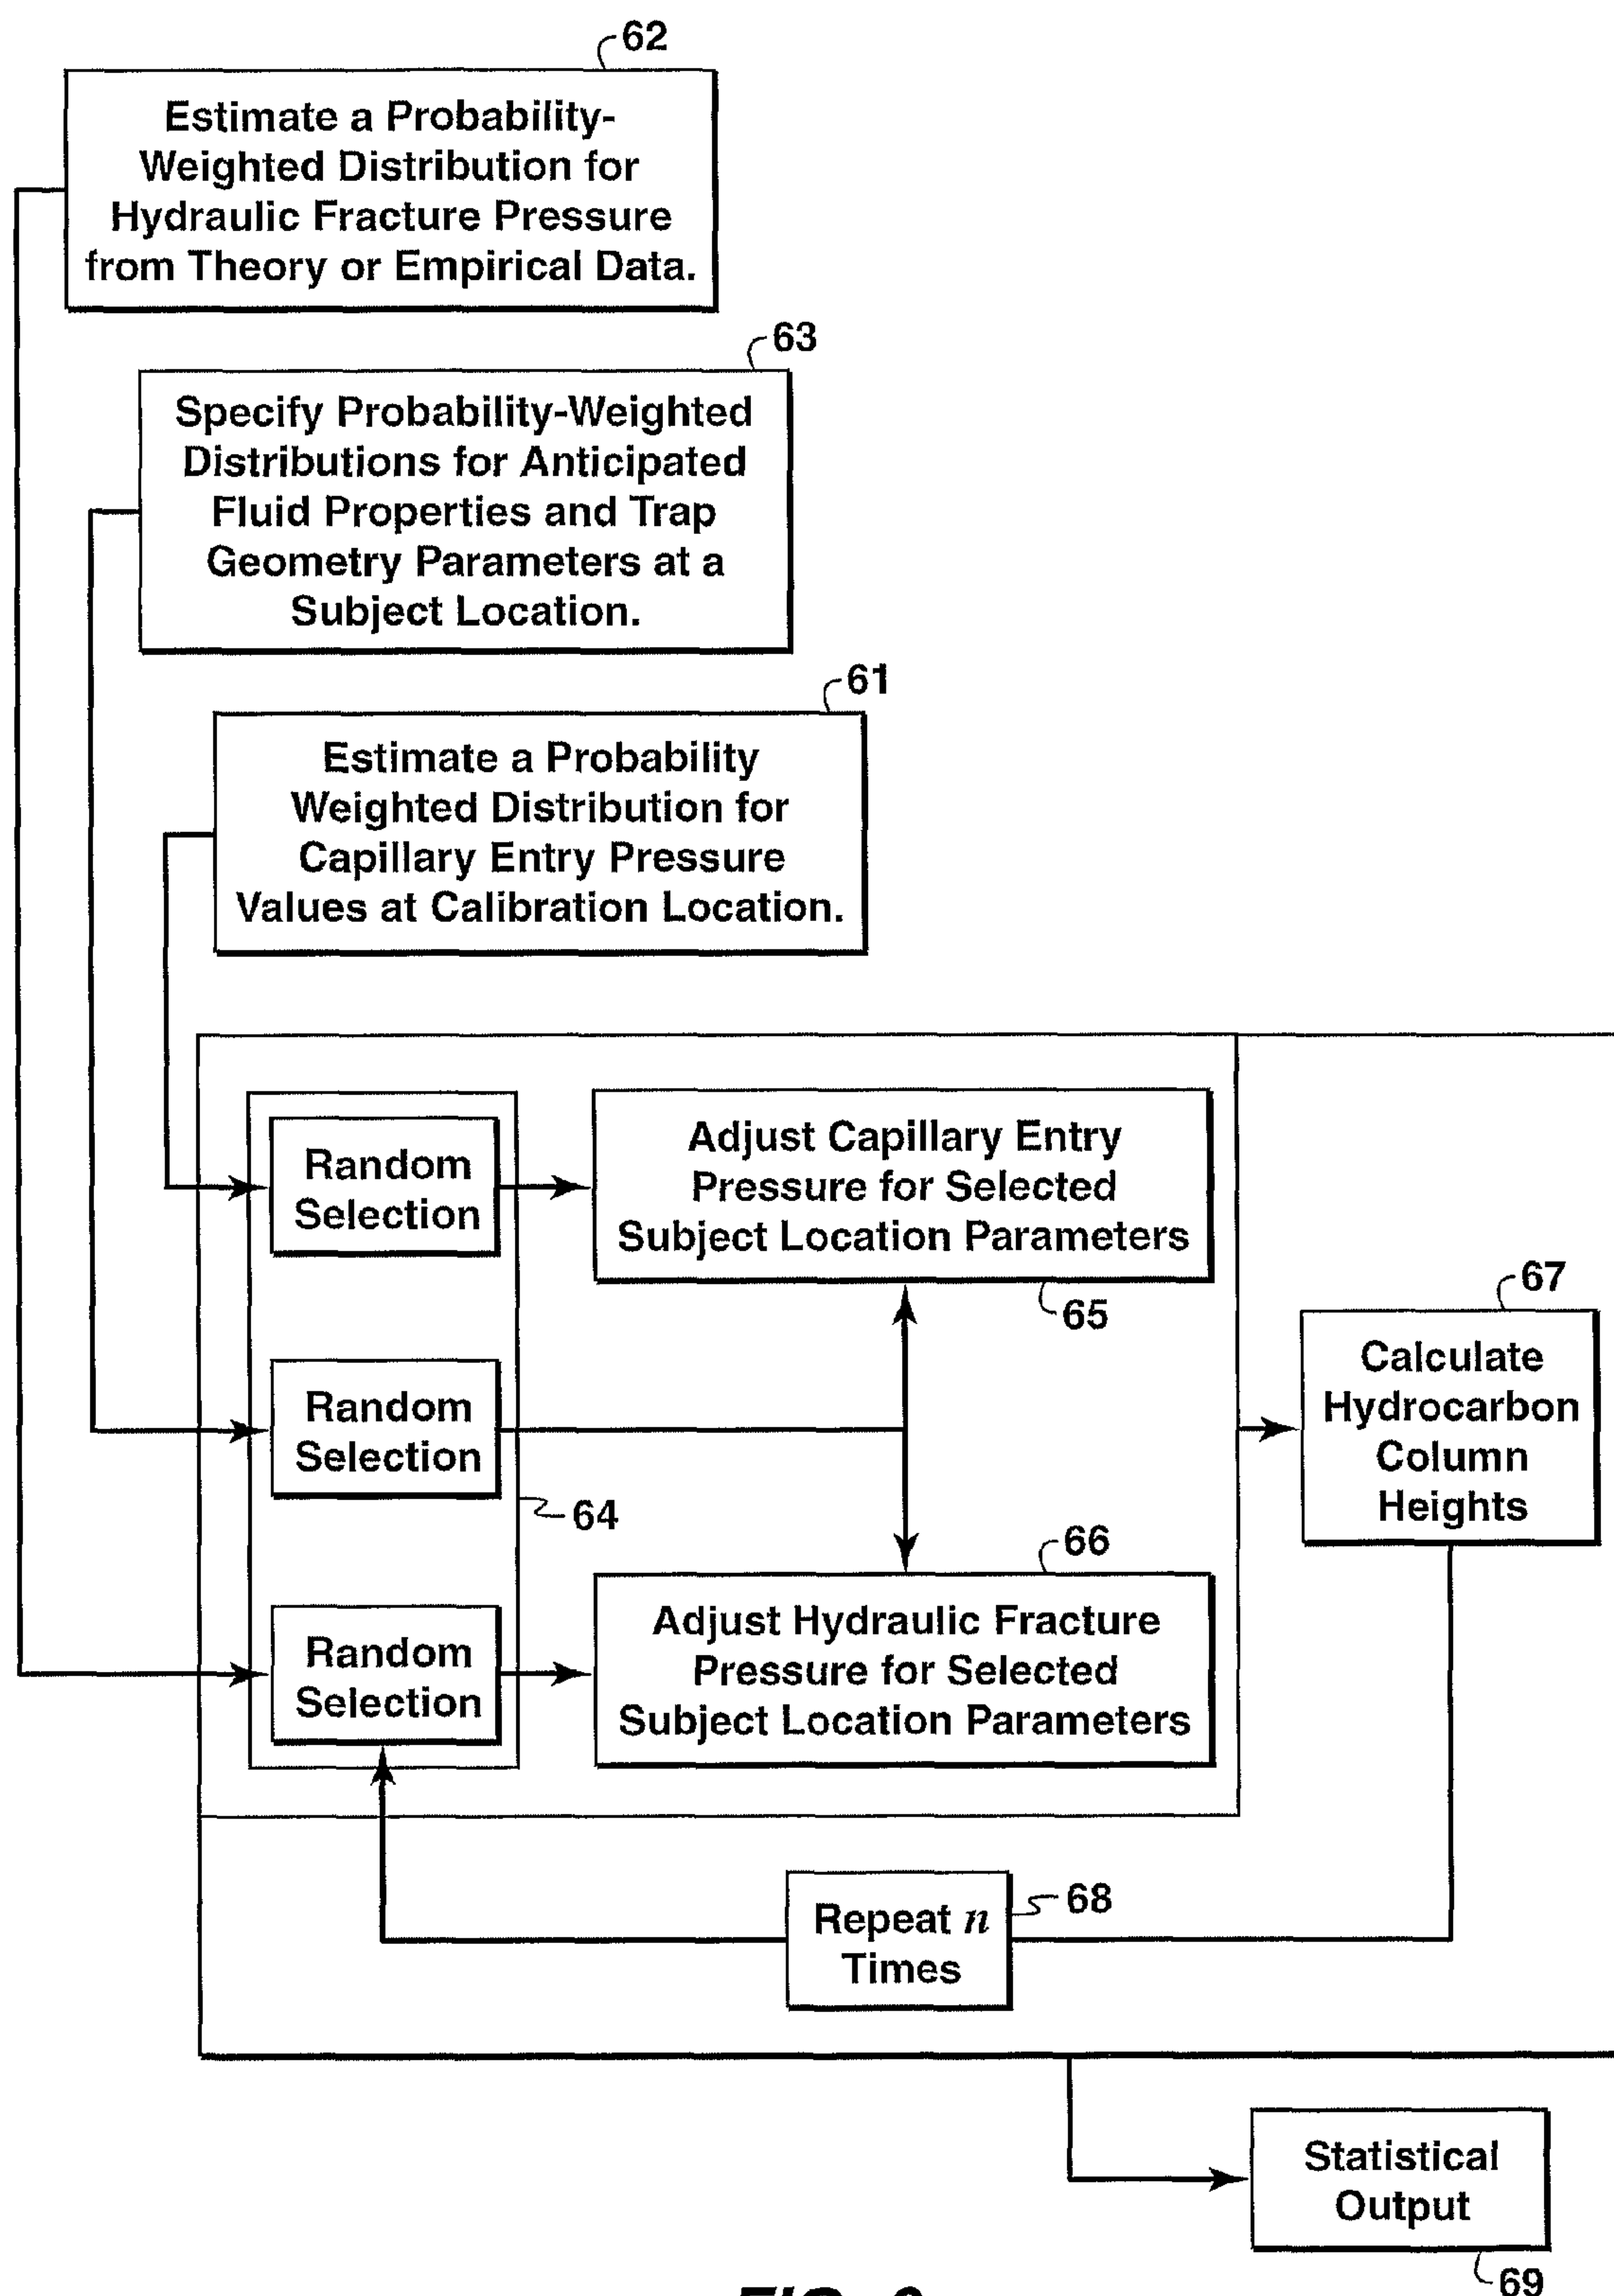 62
Estimate a Probability-
Weighted Distribution for
Hydraulic Fracture Pressure
from Theory or Empirical Data.
63
Specify Probability-Weighted
Distributions for Anticipated
Fluid Properties and Trap
Geometry Parameters at a
Subject Location.
61
Estimate a Probability
Weighted Distribution for
Capillary Entry Pressure
Values at Calibration Location.
Random
Selection
Adjust Capillary Entry
Pressure for Selected
Subject Location Parameters
65
67
Calculate
Hydrocarbon
Column
Heights
Random
Selection
64
66
Random
Selection
Adjust Hydraulic Fracture
Pressure for Selected
Subject Location Parameters
Repeat n
Times
68
Statistical
Output
69